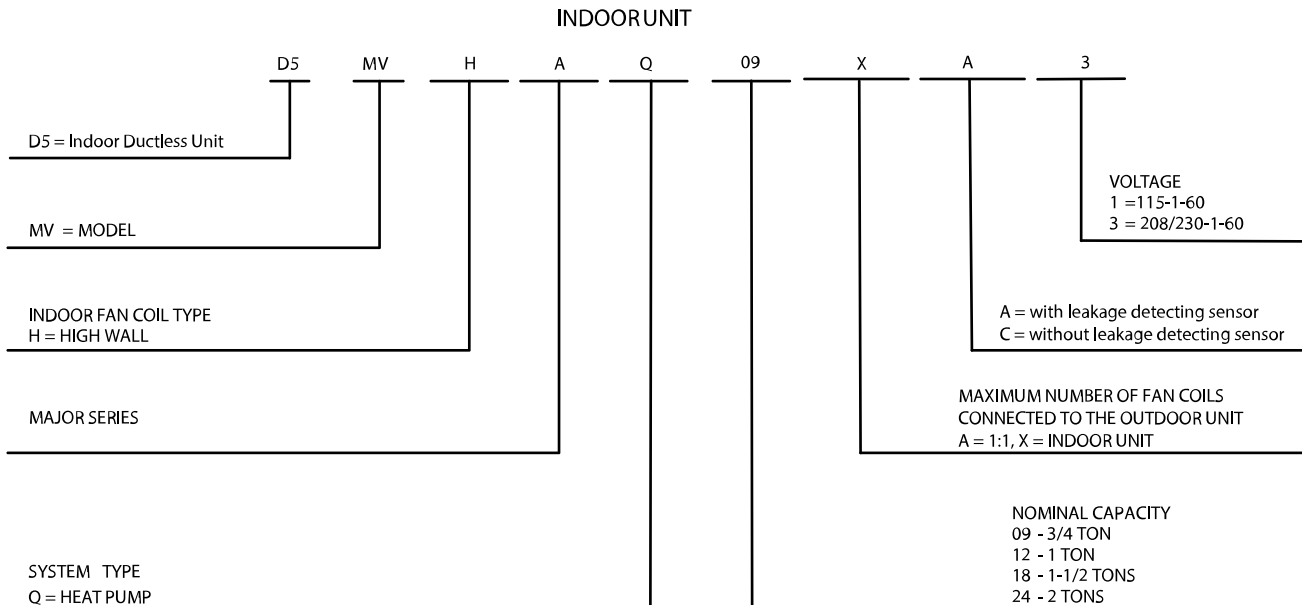 INDOOR UNIT
D5 MV H A Q 09 X A 3
D5 = Indoor Ductless Unit
MV = MODEL
INDOOR FAN COIL TYPE
H = HIGH WALL
MAJOR SERIES
SYSTEM TYPE
Q = HEAT PUMP
VOLTAGE
1 =115-1-60
3 = 208/230-1-60
A = with leakage detecting sensor
C = without leakage detecting sensor
MAXIMUM NUMBER OF FAN COILS
CONNECTED TO THE OUTDOOR UNIT
A = 1:1, X = INDOOR UNIT
NOMINAL CAPACITY
09 - 3/4 TON
12 - 1 TON
18 - 1-1/2 TONS
24 - 2 TONS